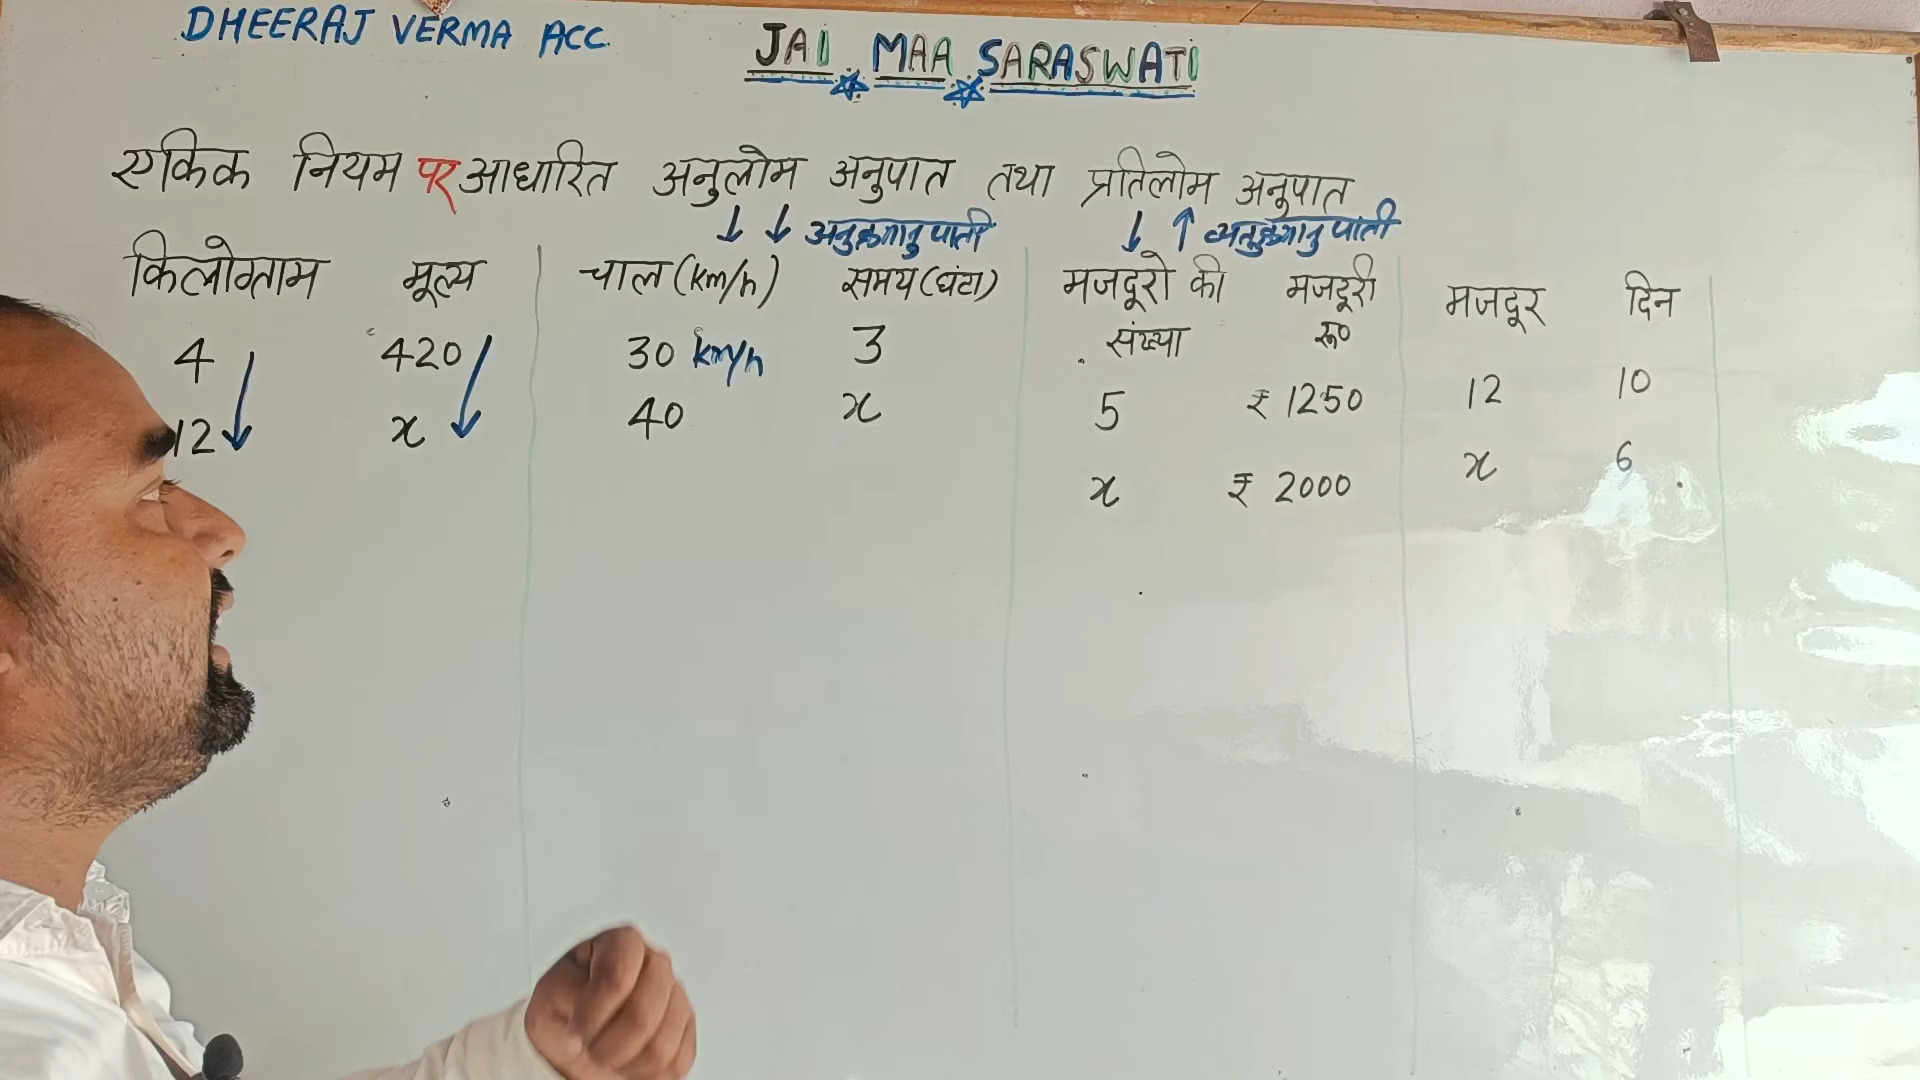 DHEERAJ VERMA ACC.
JAI MAA SARASWATI
एकिक नियम पर आधारित अनुलोम अनुपात तथा प्रतिलोम अनुपात
↓ ↓ अनुक्रमानुपाती ↓ ↑ व्युत्क्रमानुपाती
किलोग्राम मूल्य
4 420
12 x
चाल (km/h) समय (घंटा)
30 km/h 3
40 x
मजदूरो की मजदूरी
संख्या रू०
5 ₹ 1250
x ₹ 2000
मजदूर दिन
12 10
x 6